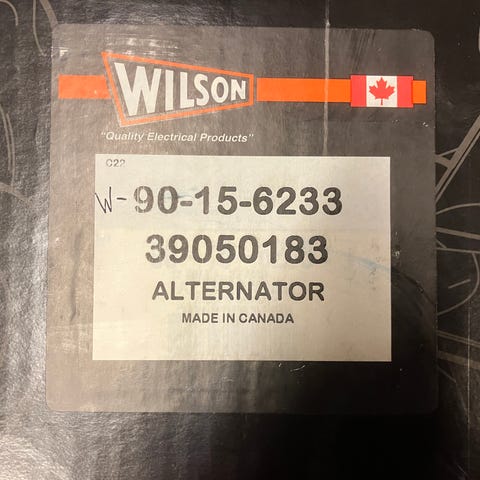 WILSON
"Quality Electrical Products"
C22
W-90-15-6233
39050183
ALTERNATOR
MADE IN CANADA